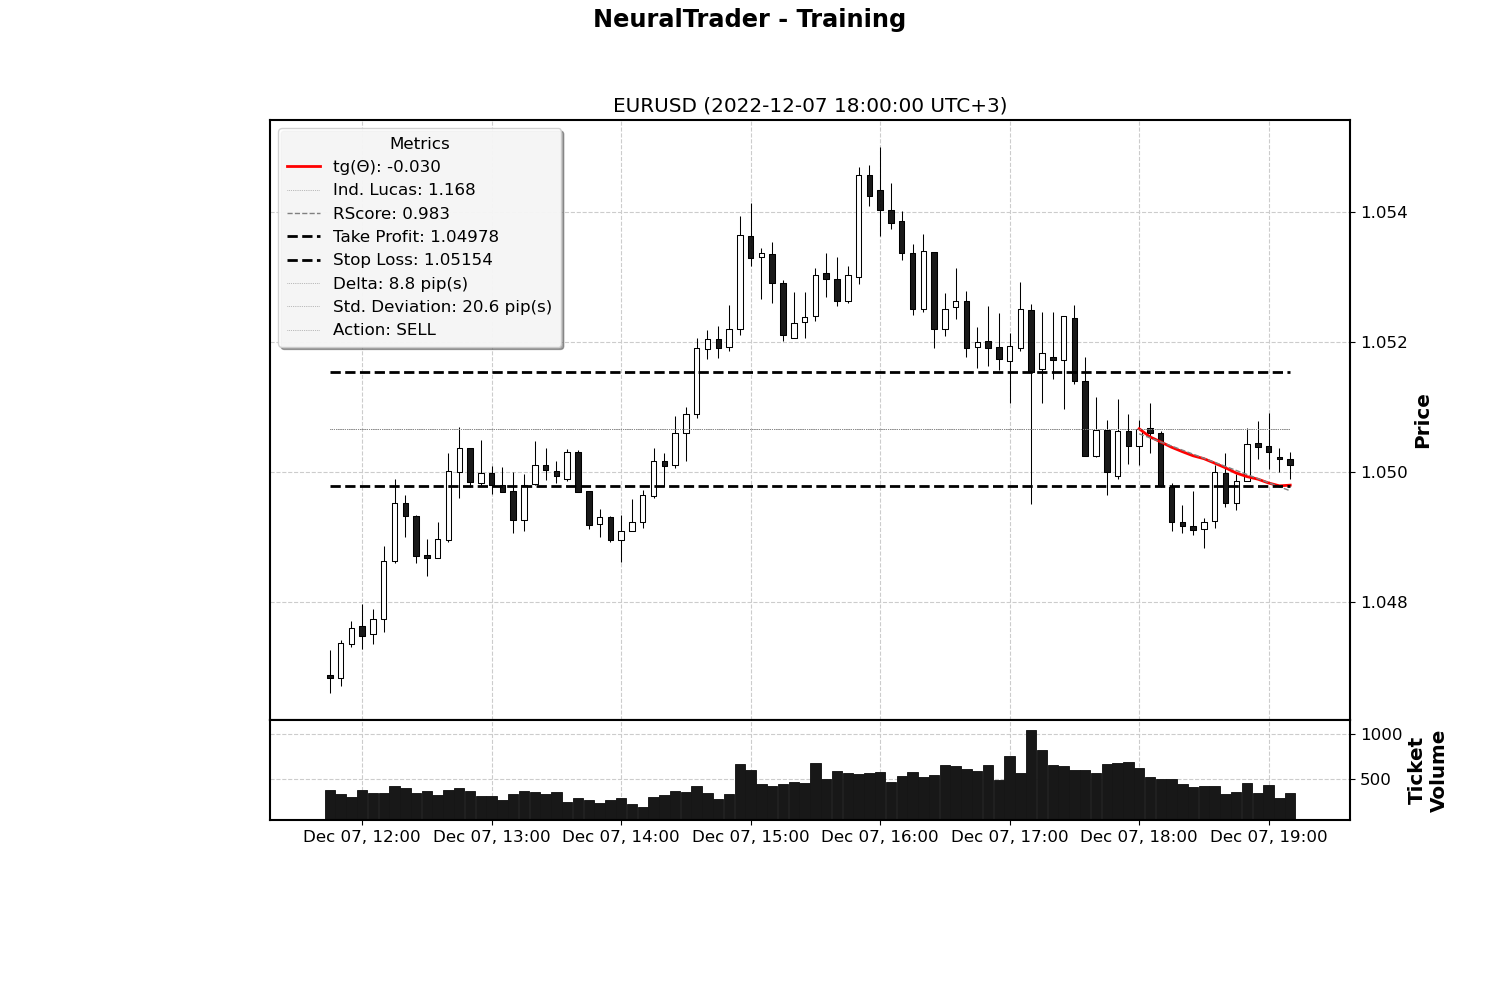 NeuralTrader - Training
EURUSD (2022-12-07 18:00:00 UTC+3)
Metrics
tg(Θ): -0.030
Ind. Lucas: 1.168
RScore: 0.983
Take Profit: 1.04978
Stop Loss: 1.05154
Delta: 8.8 pip(s)
Std. Deviation: 20.6 pip(s)
Action: SELL
1.054
1.052
1.050
1.048
Price
1000
500
Ticket
Volume
Dec 07, 12:00
Dec 07, 13:00
Dec 07, 14:00
Dec 07, 15:00
Dec 07, 16:00
Dec 07, 17:00
Dec 07, 18:00
Dec 07, 19:00